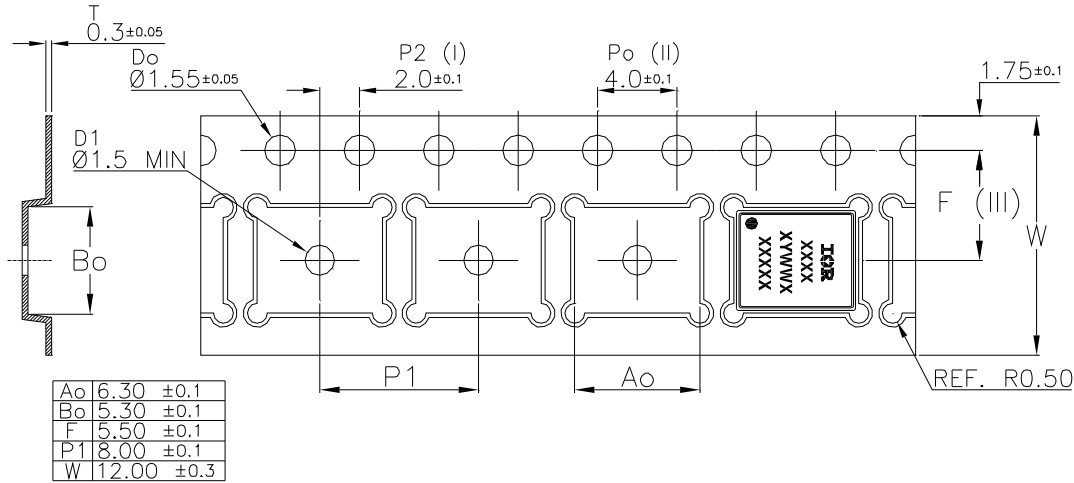 T
0.3±0.05
Do
Ø1.55±0.05
P2 (I)
2.0±0.1
Po (II)
4.0±0.1
1.75±0.1
D1
Ø1.5 MIN
F (III)
W
Bo
IOR
XXXX
XYWWX
XXXXX
P1
Ao
REF. R0.50
Ao 6.30 ±0.1
Bo 5.30 ±0.1
F 5.50 ±0.1
P1 8.00 ±0.1
W 12.00 ±0.3